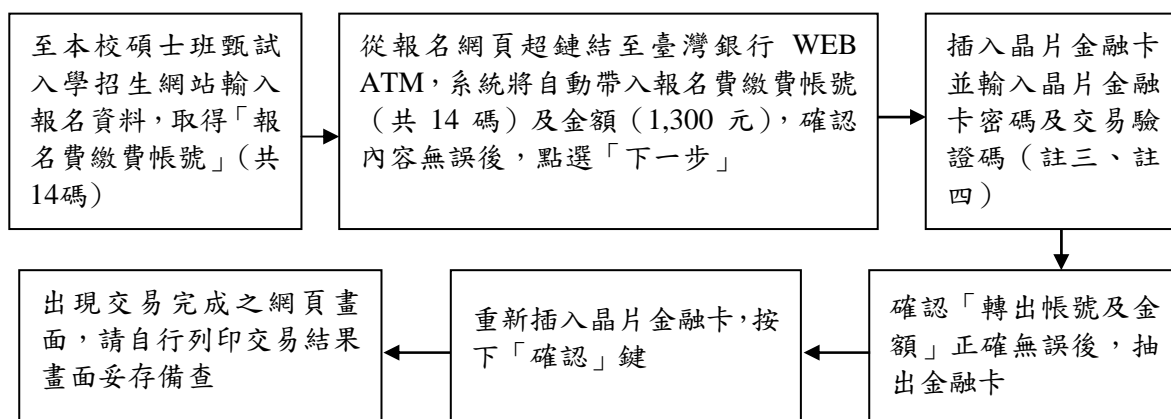 至本校碩士班甄試
入學招生網站輸入
報名資料，取得「報
名費繳費帳號」（共
14碼）
從報名網頁超鏈結至臺灣銀行 WEB
ATM，系統將自動帶入報名費繳費帳號
（共 14 碼）及金額（1,300 元），確認
內容無誤後，點選「下一步」
插入晶片金融卡
並輸入晶片金融
卡密碼及交易驗
證碼（註三、註
四）
確認「轉出帳號及金
額」正確無誤後，抽
出金融卡
重新插入晶片金融卡，按
下「確認」鍵
出現交易完成之網頁畫
面，請自行列印交易結果
畫面妥存備查